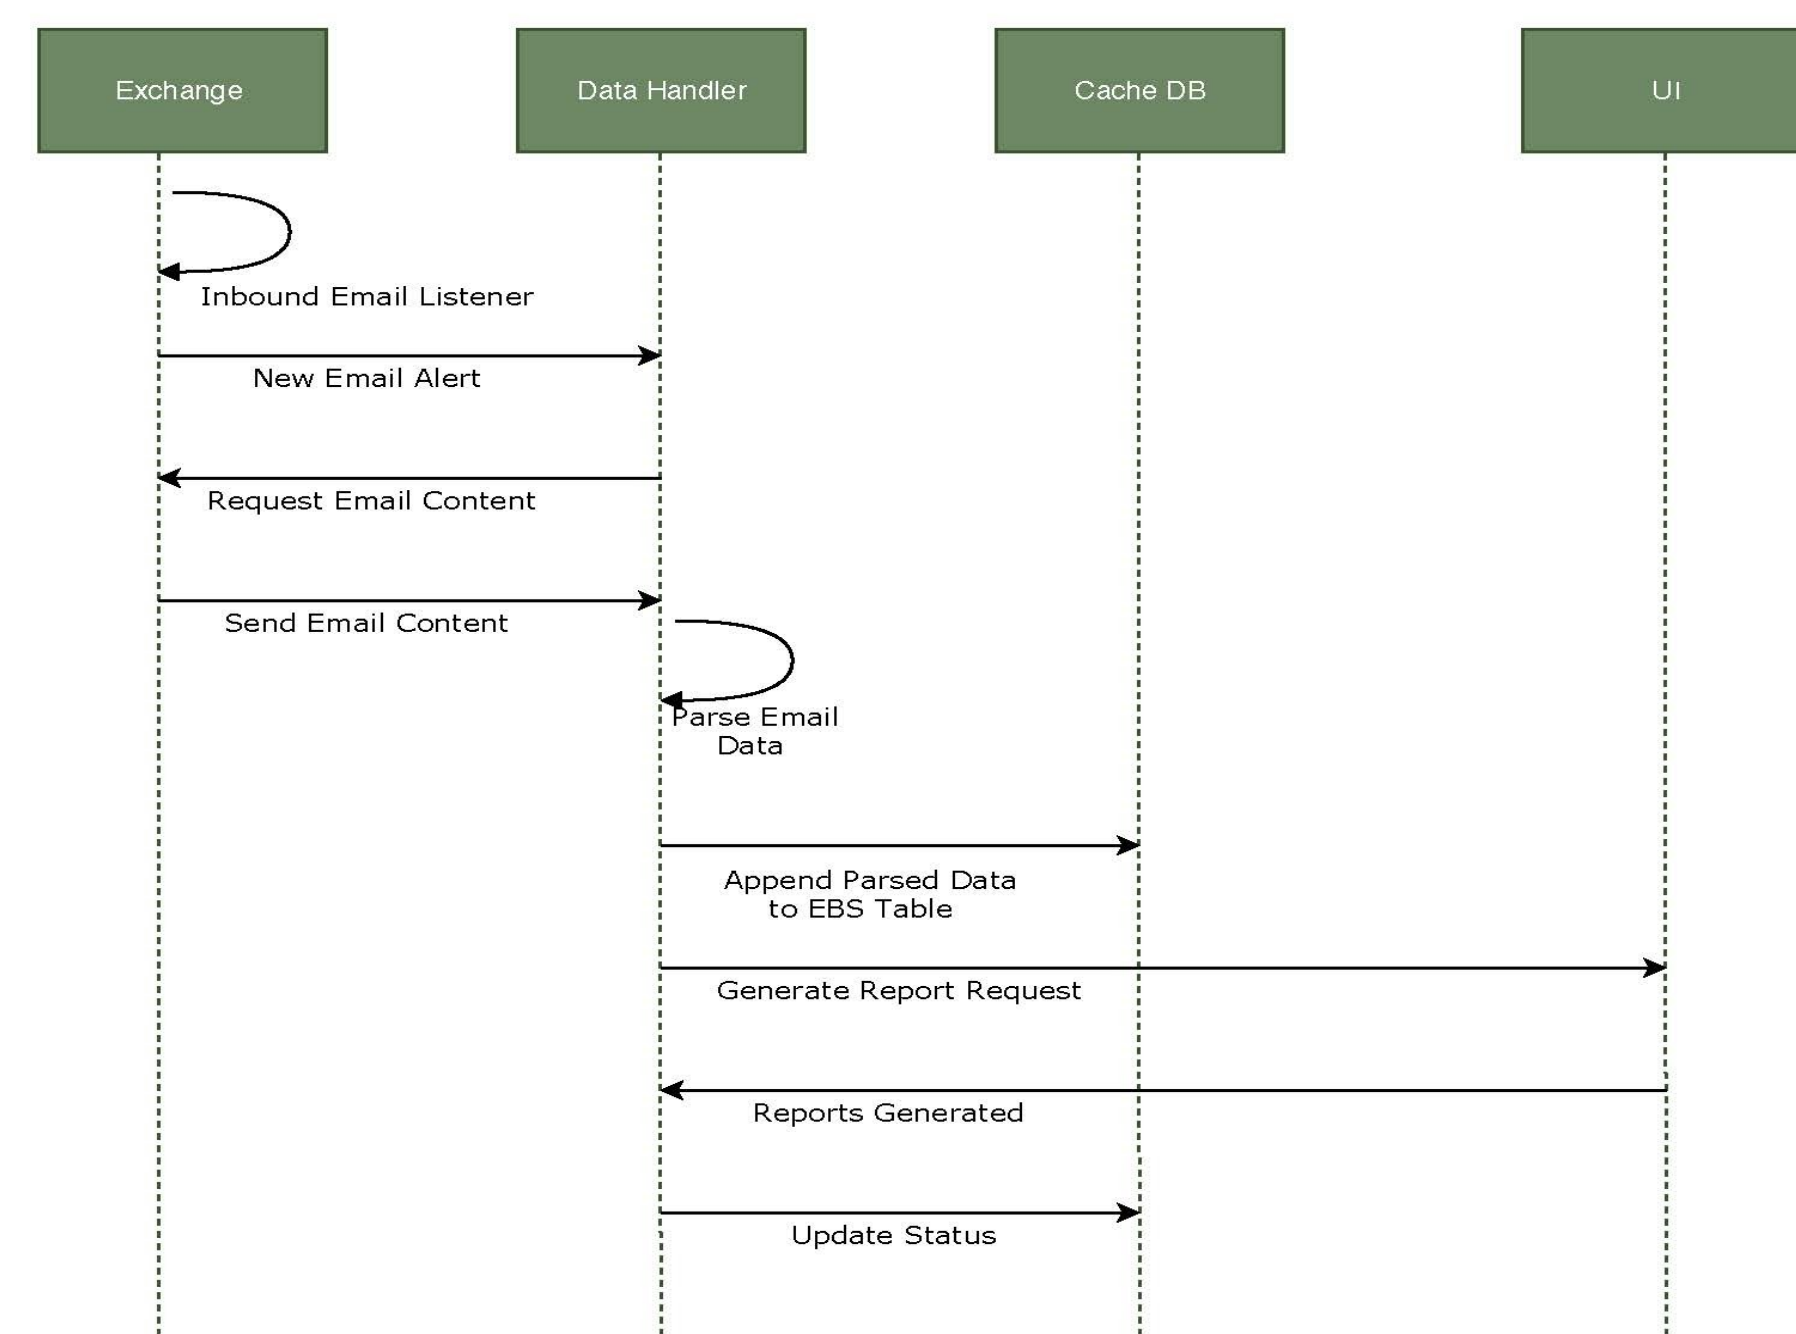 Exchange
Data Handler
Cache DB
UI
Inbound Email Listener
New Email Alert
Request Email Content
Send Email Content
Parse Email
Data
Append Parsed Data
to EBS Table
Generate Report Request
Reports Generated
Update Status